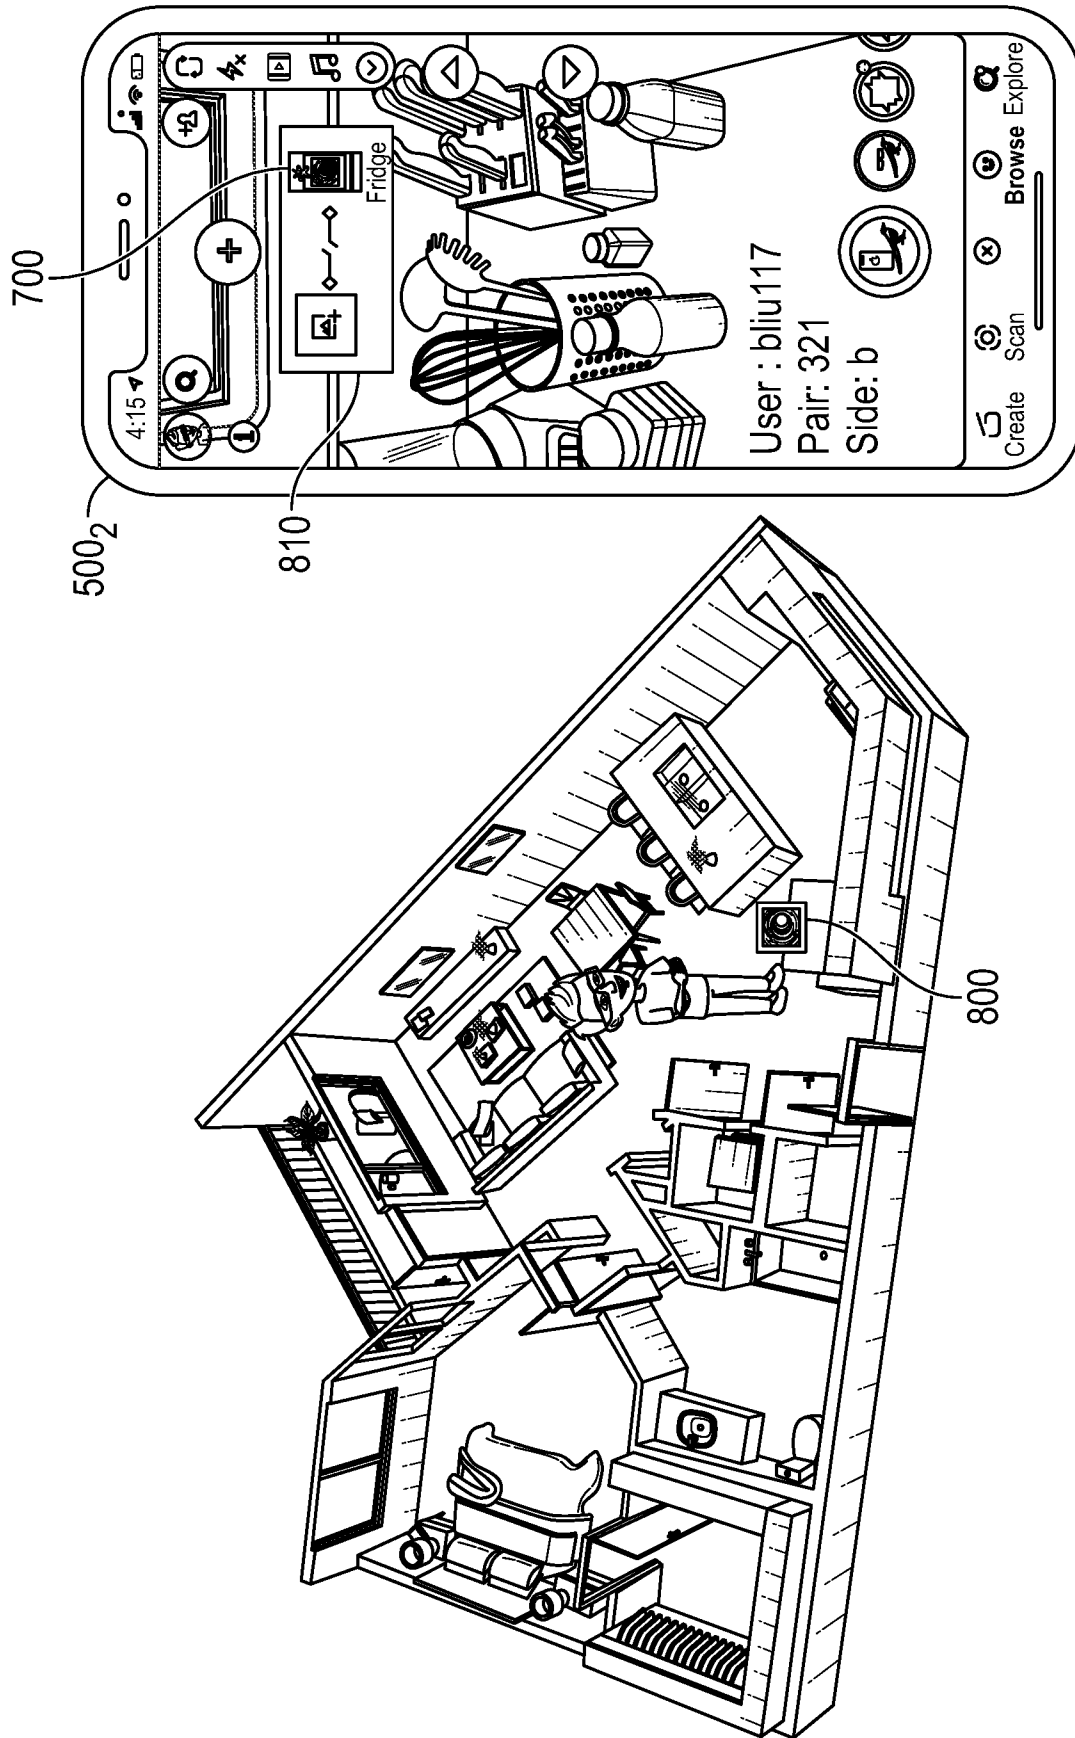 500₂
700
4:15
810
Fridge
User : bliu117
Pair: 321
Side: b
Create
Scan
Browse
Explore
800